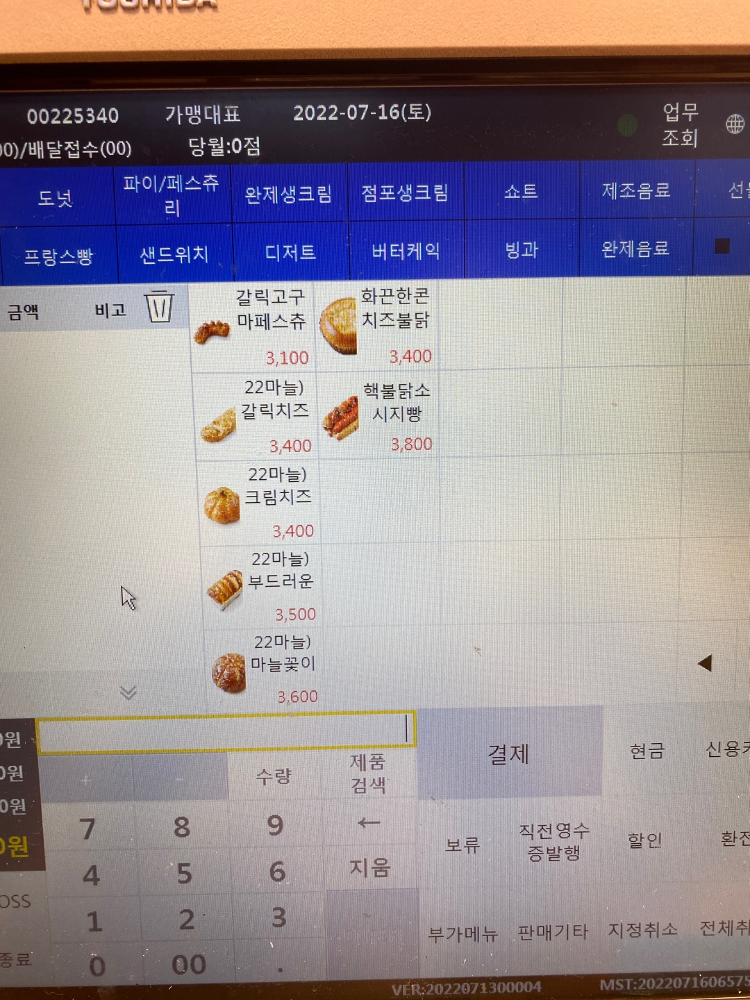 TOSHIBA
00225340 가맹대표 2022-07-16(토)
업무
조회
00)/배달접수(00) 당월:0점
도넛
파이/페스츄
리
완제생크림
점포생크림
쇼트
제조음료
프랑스빵
샌드위치
디저트
버터케익
빙과
완제음료
금액 비고
갈릭고구
마페스츄
3,100
화끈한콘
치즈불닭
3,400
22마늘)
갈릭치즈
3,400
핵불닭소
시지빵
3,800
22마늘)
크림치즈
3,400
22마늘)
부드러운
3,500
22마늘)
마늘꽃이
3,600
0원
0원
0원
0원
OSS
종료
+
-
수량
제품
검색
7 8 9 ←
4 5 6 지움
1 2 3
0 00 .
결제
현금
신용카
보류
직전영수
증발행
할인
환전
부가메뉴
판매기타
지정취소
전체취
VER:2022071300004
MST:2022071606575